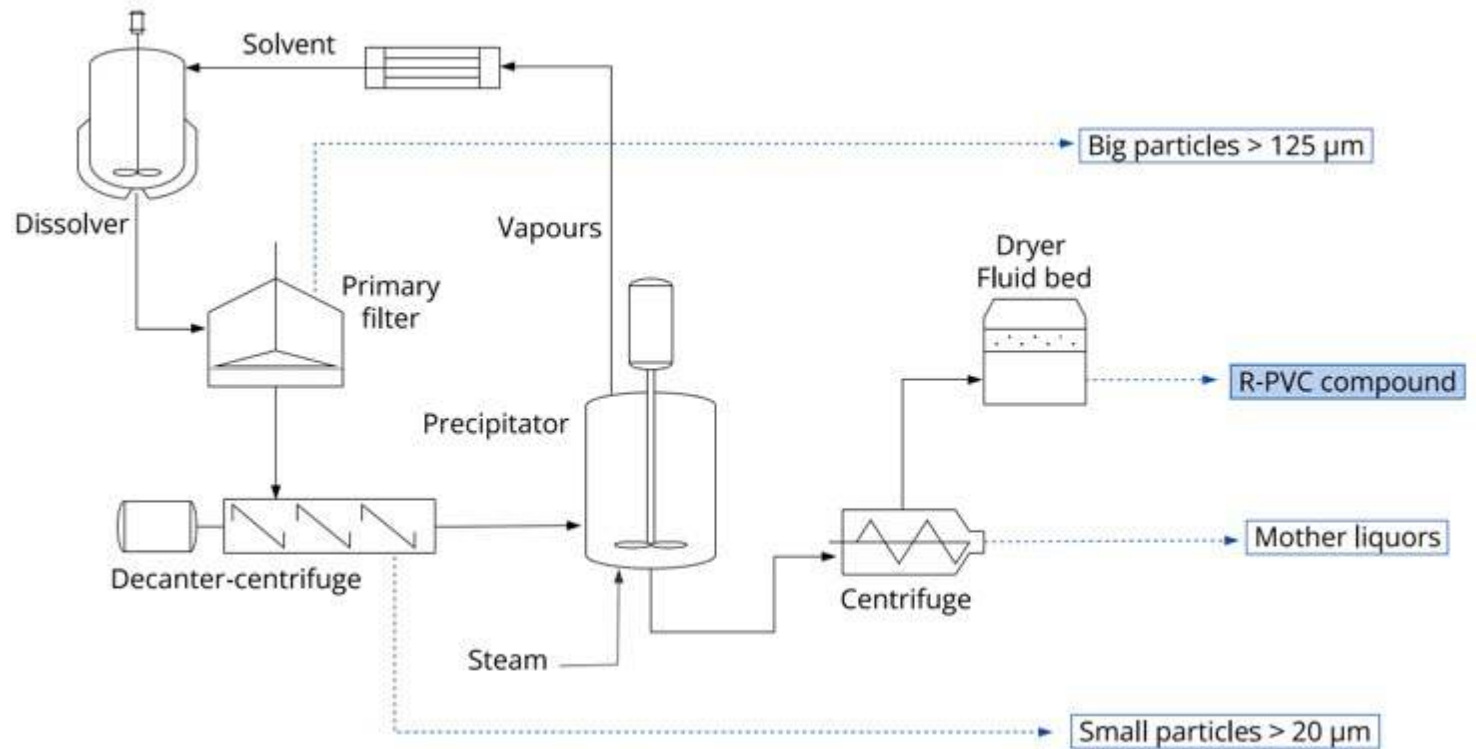 Solvent
Big particles > 125 µm
Dissolver
Vapours
Dryer
Fluid bed
Primary
filter
R-PVC compound
Precipitator
Mother liquors
Decanter-centrifuge
Centrifuge
Steam
Small particles > 20 µm